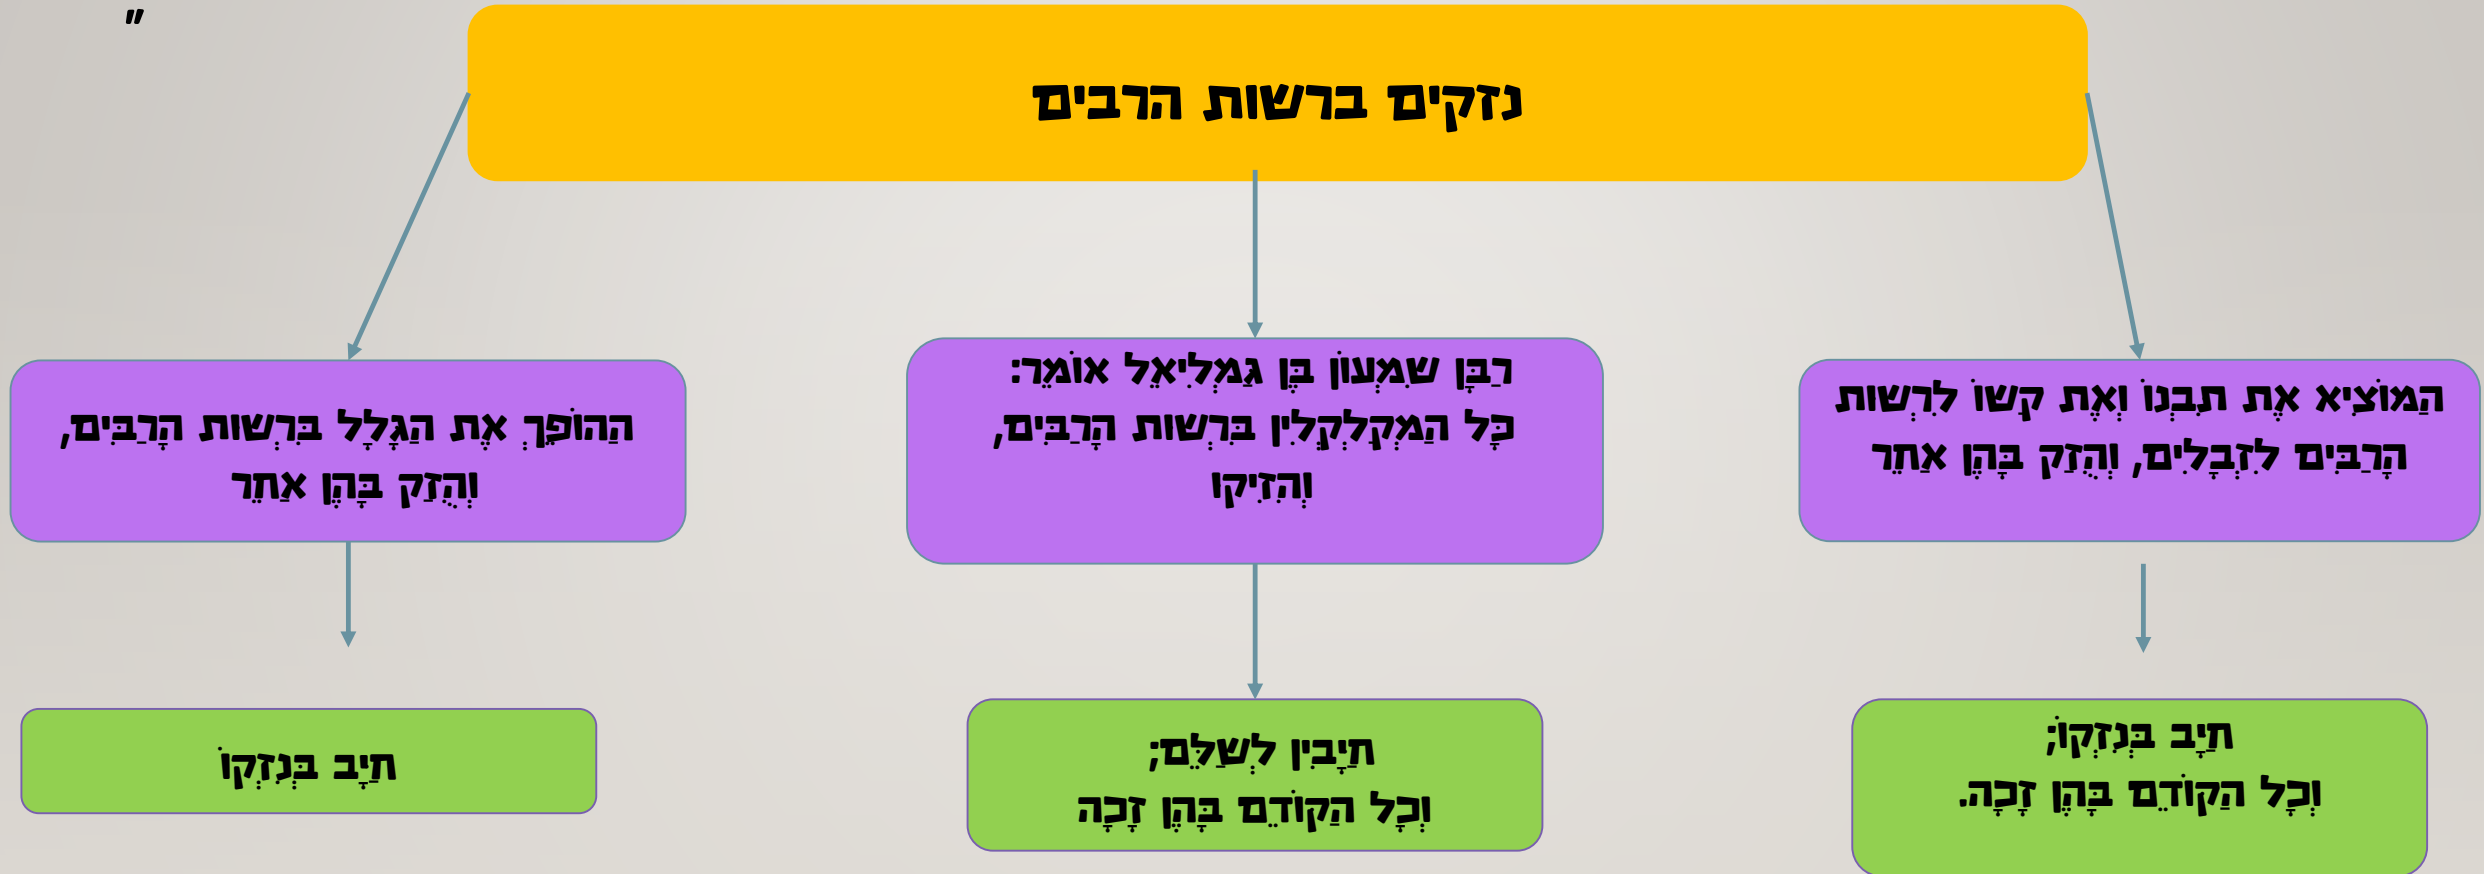 "
נזקים ברשות הרבים
הַמּוֹצִיא אֶת תִּבְנוֹ וְאֶת קַשּׁוֹ לִרְשׁוּת
הָרַבִּים לִזְבָלִים, וְהֻזַּק בָּהֶן אַחֵר
חַיָּב בְּנִזְקוֹ;
וְכָל הַקּוֹדֵם בָּהֶן זָכָה.
רַבָּן שִׁמְעוֹן בֶּן גַּמְלִיאֵל אוֹמֵר:
כָּל הַמְקַלְקְלִין בִּרְשׁוּת הָרַבִּים,
וְהִזִּיקוּ
חַיָּבִין לְשַׁלֵּם;
וְכָל הַקּוֹדֵם בָּהֶן זָכָה
הַהוֹפֵךְ אֶת הַגָּלָל בִּרְשׁוּת הָרַבִּים,
וְהֻזַּק בָּהֶן אַחֵר
חַיָּב בְּנִזְקוֹ